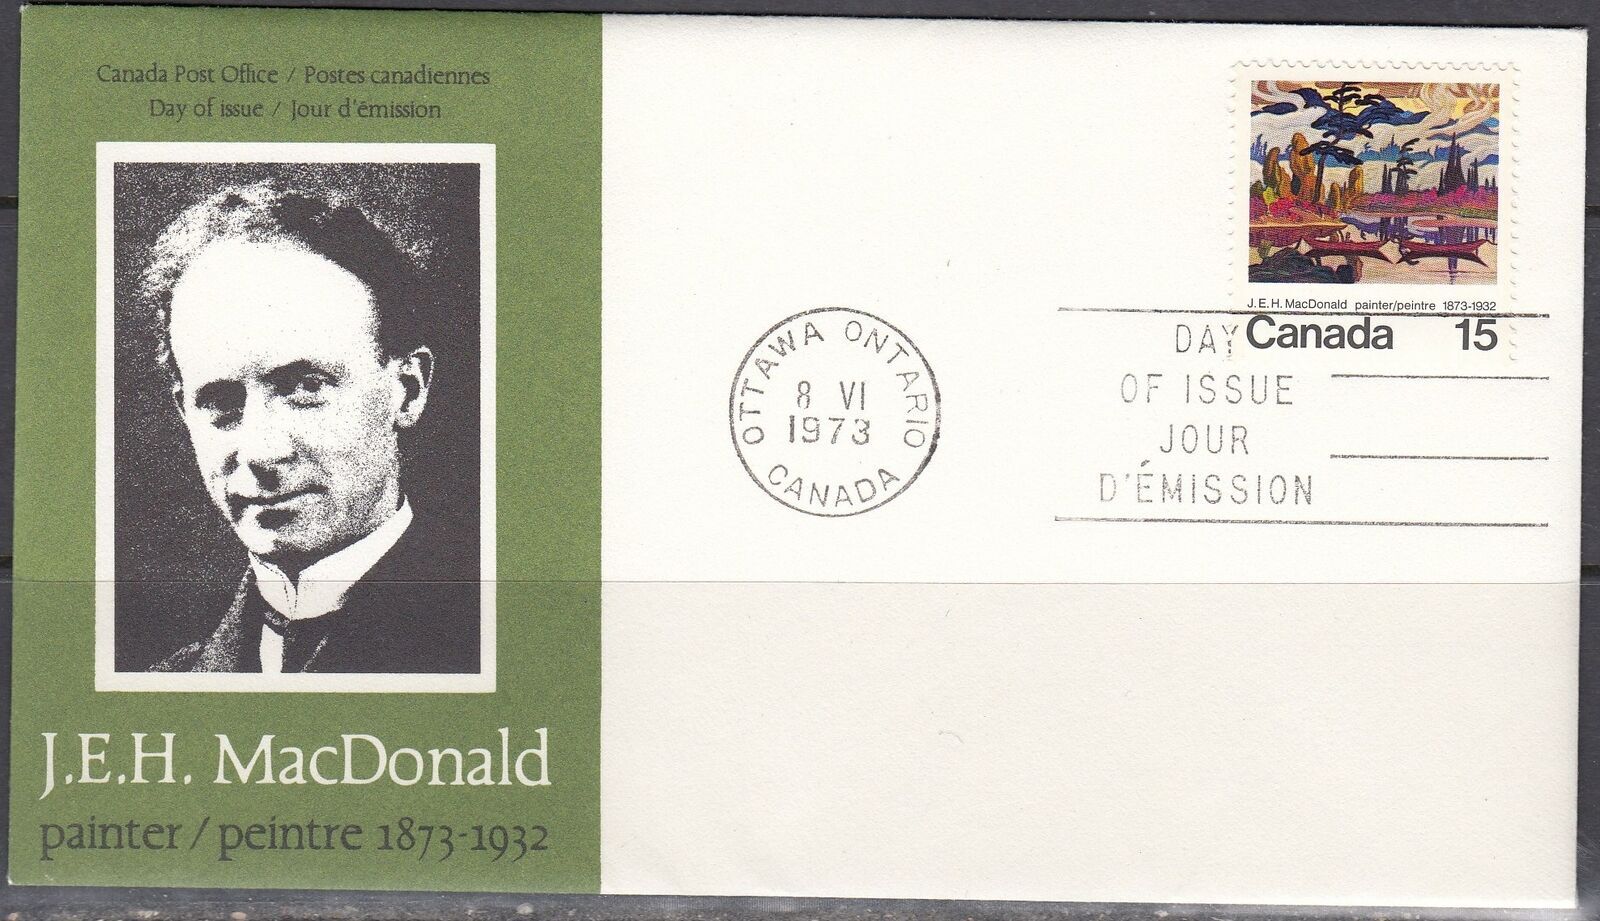 Canada Post Office / Postes canadiennes
Day of issue / Jour d'émission
J.E.H. MacDonald
painter / peintre 1873-1932
OTTAWA ONTARIO
8 VI
1973
CANADA
J.E.H. MacDonald painter/peintre 1873-1932
Canada 15
DAY
OF ISSUE
JOUR
D'ÉMISSION